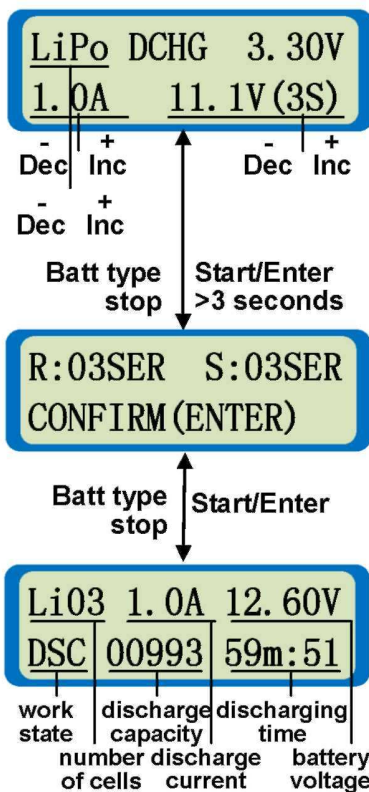 LiPo DCHG 3.30V
1.0A 11.1V(3S)
- + - +
Dec Inc Dec Inc
- +
Dec Inc
Batt type Start/Enter
stop >3 seconds
R:03SER S:03SER
CONFIRM(ENTER)
Batt type Start/Enter
stop
Li03 1.0A 12.60V
DSC 00993 59m:51
work discharge discharging
state capacity time
number discharge battery
of cells current voltage